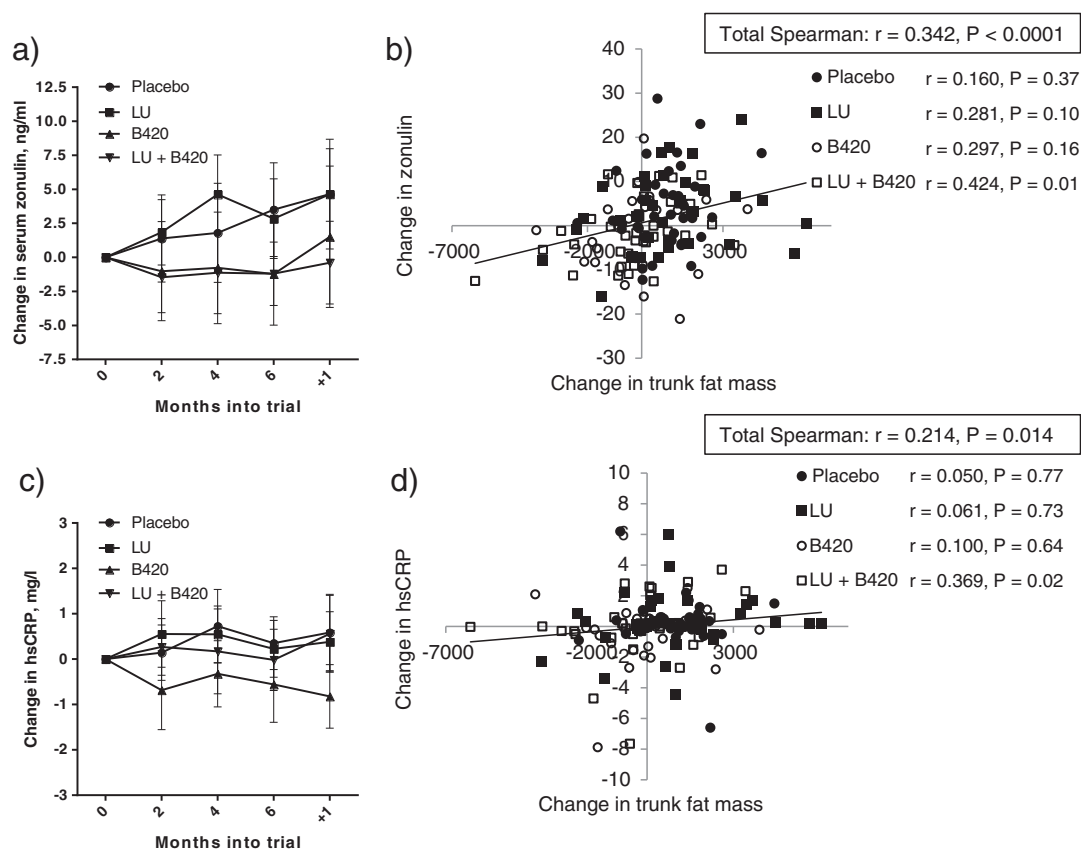 a)
Placebo
LU
B420
LU + B420
12.5
10.0
7.5
5.0
2.5
0.0
-2.5
-5.0
-7.5
Change in serum zonulin, ng/ml
0
2
4
6
+1
Months into trial
b)
Total Spearman: r = 0.342, P < 0.0001
Placebo r = 0.160, P = 0.37
LU r = 0.281, P = 0.10
B420 r = 0.297, P = 0.16
LU + B420 r = 0.424, P = 0.01
40
30
20
10
0
-10
-20
-30
Change in zonulin
-7000
-2000
3000
Change in trunk fat mass
c)
Placebo
LU
B420
LU + B420
3
2
1
0
-1
-2
-3
Change in hsCRP, mg/l
0
2
4
6
+1
Months into trial
d)
Total Spearman: r = 0.214, P = 0.014
Placebo r = 0.050, P = 0.77
LU r = 0.061, P = 0.73
B420 r = 0.100, P = 0.64
LU + B420 r = 0.369, P = 0.02
10
8
6
4
2
0
-2
-4
-6
-8
-10
Change in hsCRP
-7000
-2000
3000
Change in trunk fat mass